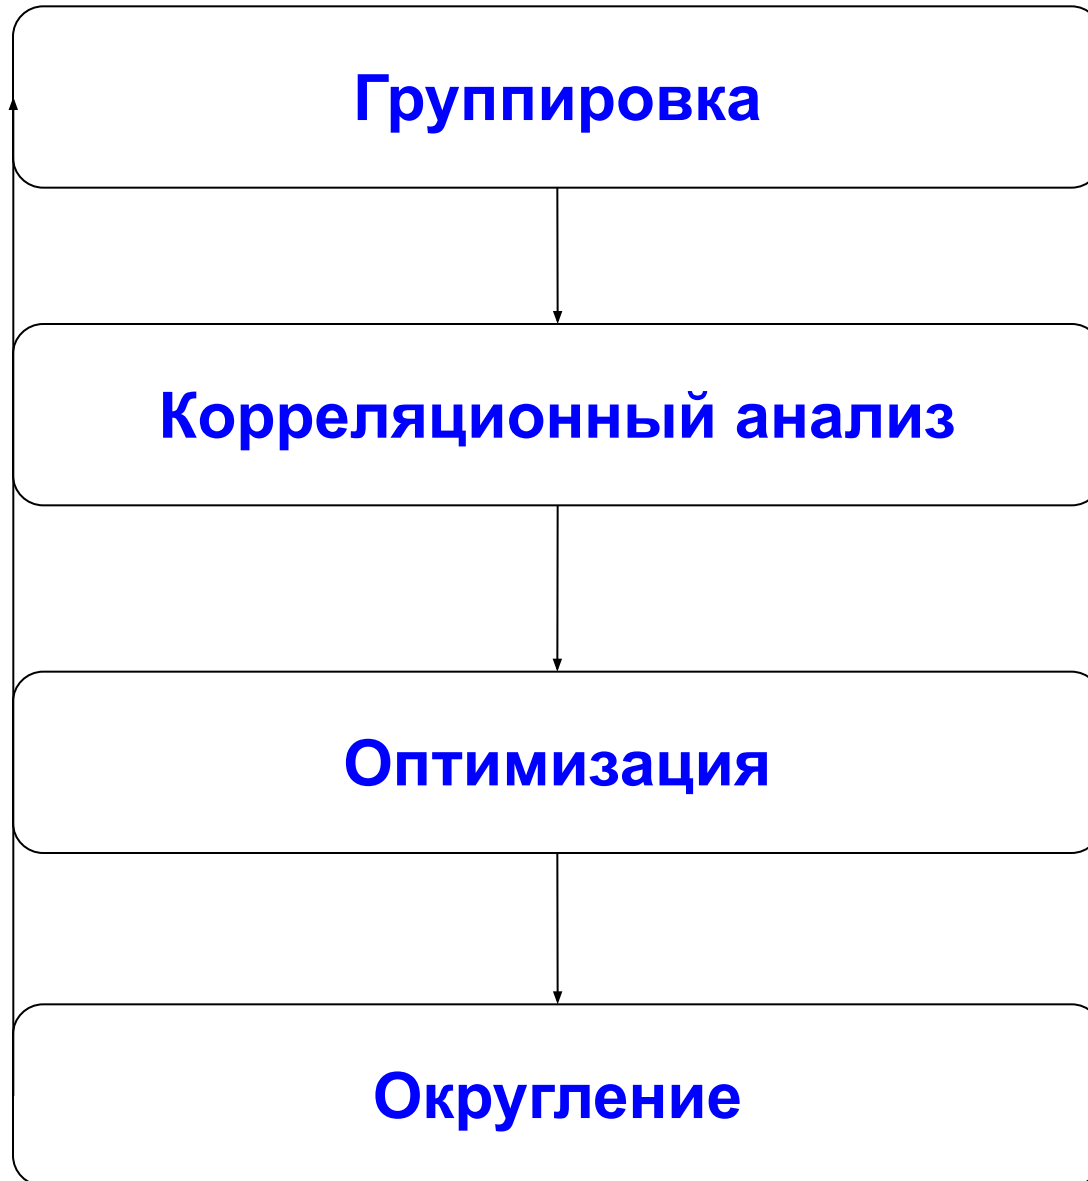 Группировка
Корреляционный анализ
Оптимизация
Округление